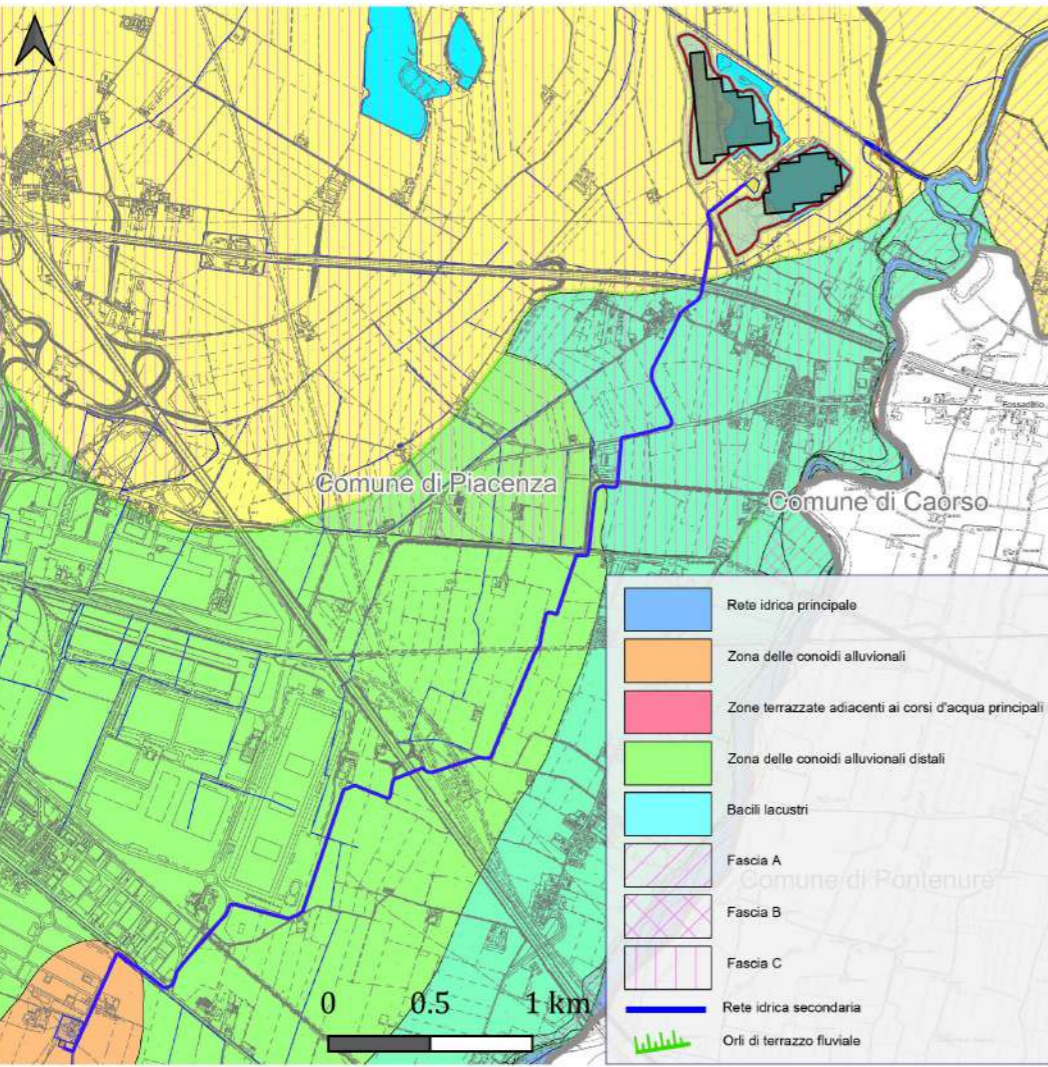 Comune di Piacenza
Comune di Caorso
Fossadello
Rete idrica principale
Zona delle conoidi alluvionali
Zone terrazzate adiacenti ai corsi d'acqua principali
Zona delle conoidi alluvionali distali
Bacili lacustri
Fascia A
Comune di Pontenure
Fascia B
Fascia C
Rete idrica secondaria
Orli di terrazzo fluviale
0 0.5 1 km